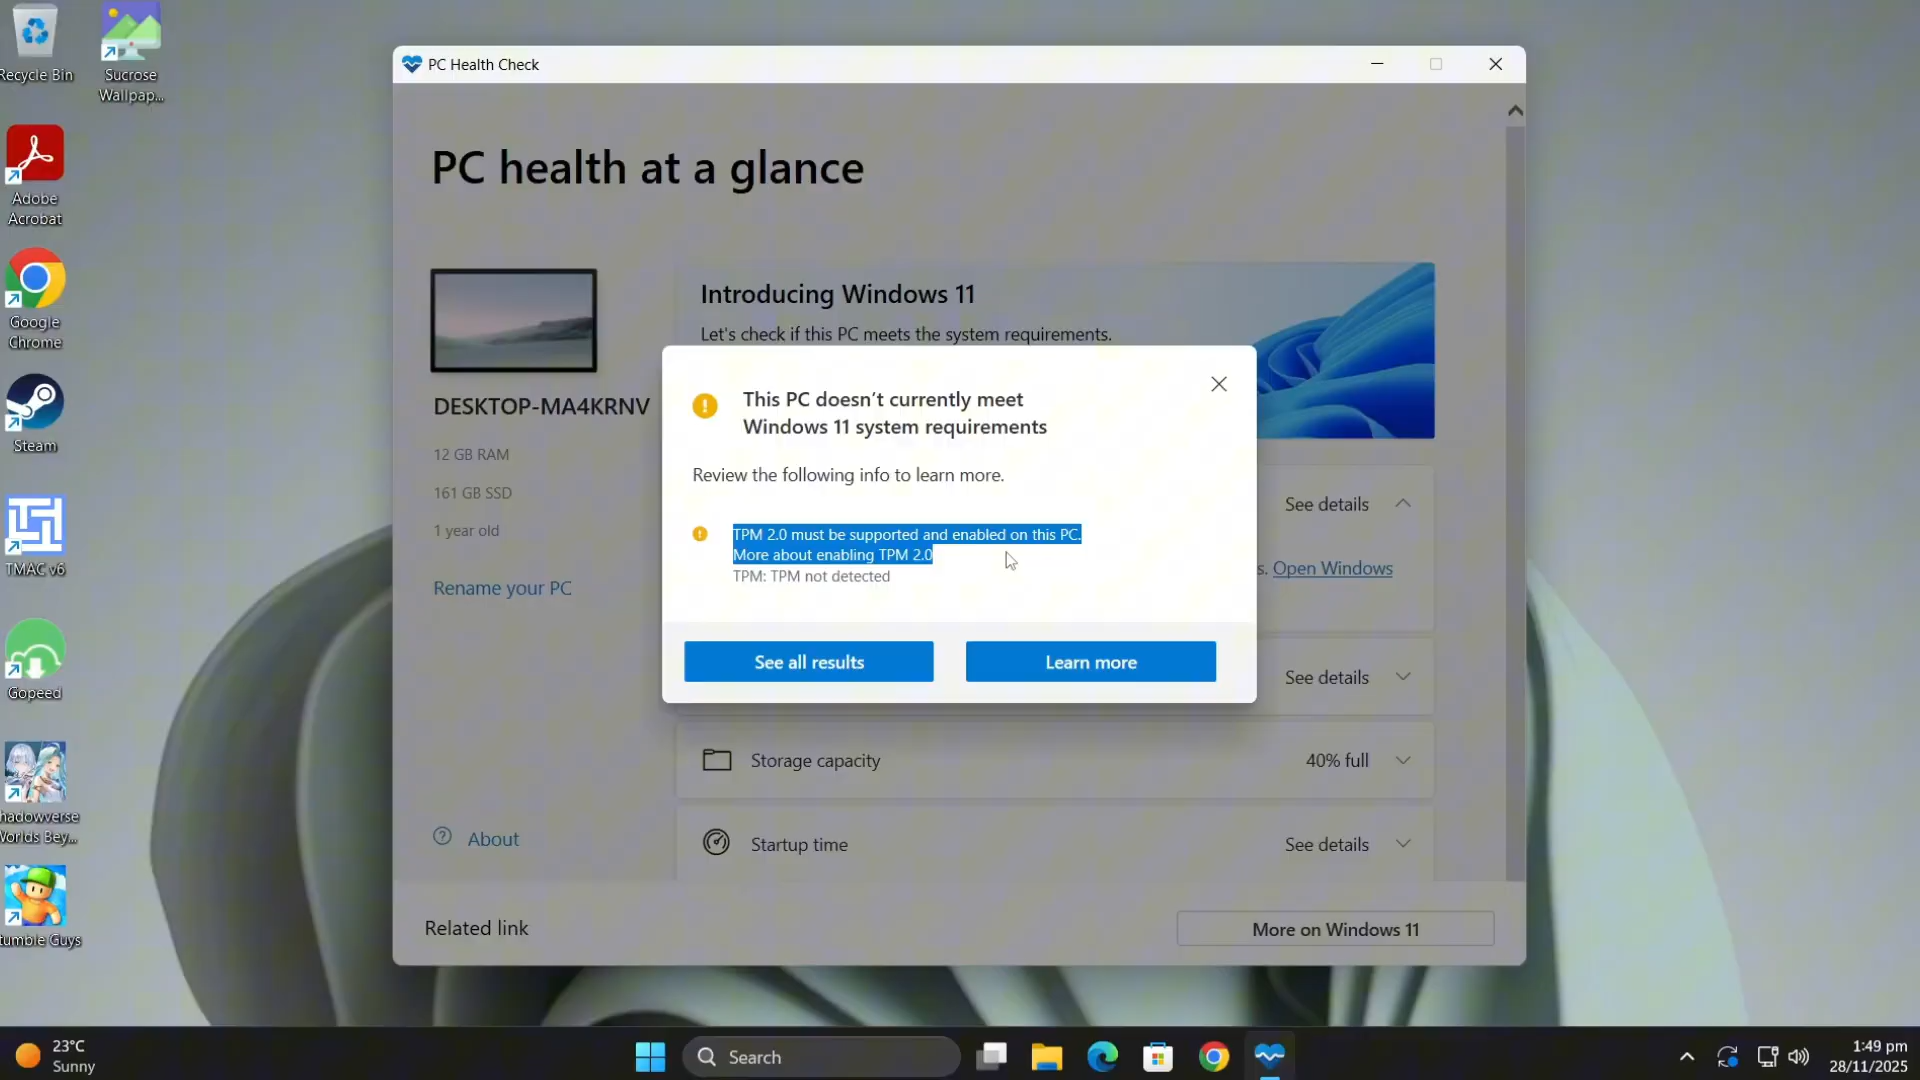 Recycle Bin
Sucrose
Wallpap...
Adobe
Acrobat
Google
Chrome
Steam
TMAC v6
Gopeed
hadowverse
Worlds Bey...
tumble Guys
PC Health Check
PC health at a glance
DESKTOP-MA4KRNV
12 GB RAM
161 GB SSD
1 year old
Rename your PC
About
Introducing Windows 11
Let's check if this PC meets the system requirements.
This PC doesn't currently meet
Windows 11 system requirements
Review the following info to learn more.
TPM 2.0 must be supported and enabled on this PC.
More about enabling TPM 2.0
TPM: TPM not detected
See all results
Learn more
See details
s. Open Windows
See details
Storage capacity
40% full
Startup time
See details
Related link
More on Windows 11
23°C
Sunny
Search
1:49 pm
28/11/2025